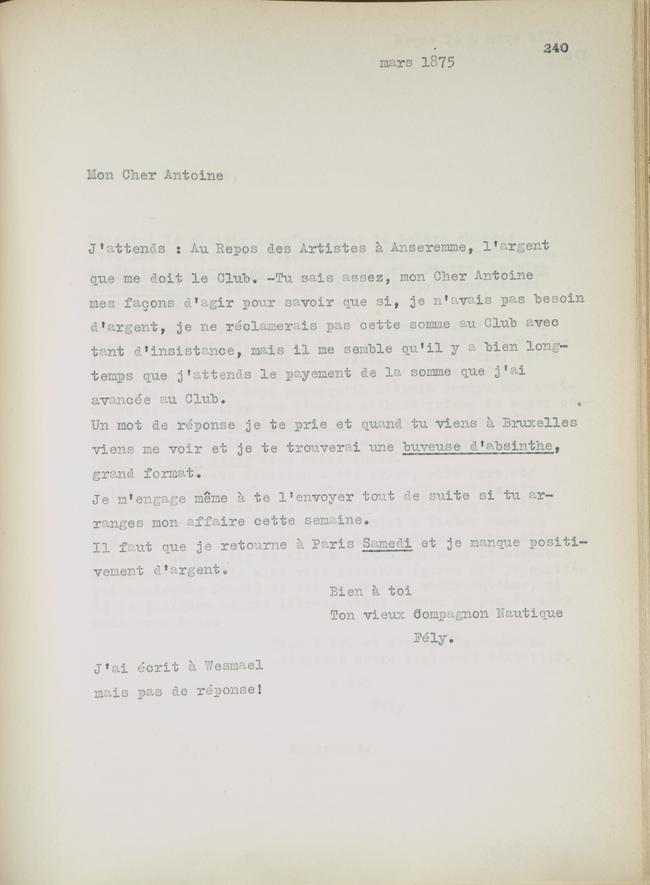 240
mars 1875
Mon Cher Antoine
J'attends : Au Repos des Artistes à Anseremme, l'argent
que me doit le Club. -Tu sais assez, mon Cher Antoine
mes façons d'agir pour savoir que si, je n'avais pas besoin
d'argent, je ne réclamerais pas cette somme au Club avec
tant d'insistance, mais il me semble qu'il y a bien long-
temps que j'attends le payement de la somme que j'ai
avancée au Club.
Un mot de réponse je te prie et quand tu viens à Bruxelles
viens me voir et je te trouverai une buveuse d'absinthe,
grand format.
Je m'engage même à te l'envoyer tout de suite si tu ar-
ranges mon affaire cette semaine.
Il faut que je retourne à Paris Samedi et je manque positi-
vement d'argent.
Bien à toi
Ton vieux Compagnon Nautique
Fély.
J'ai écrit à Wesmael
mais pas de réponse!